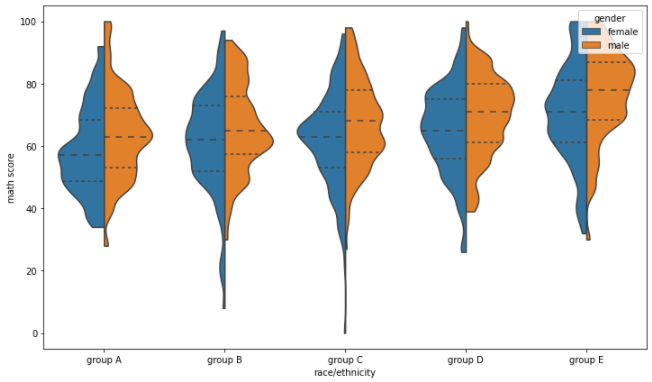 100
80
60
40
20
0
math score
gender
female
male
group A
group B
group C
group D
group E
race/ethnicity